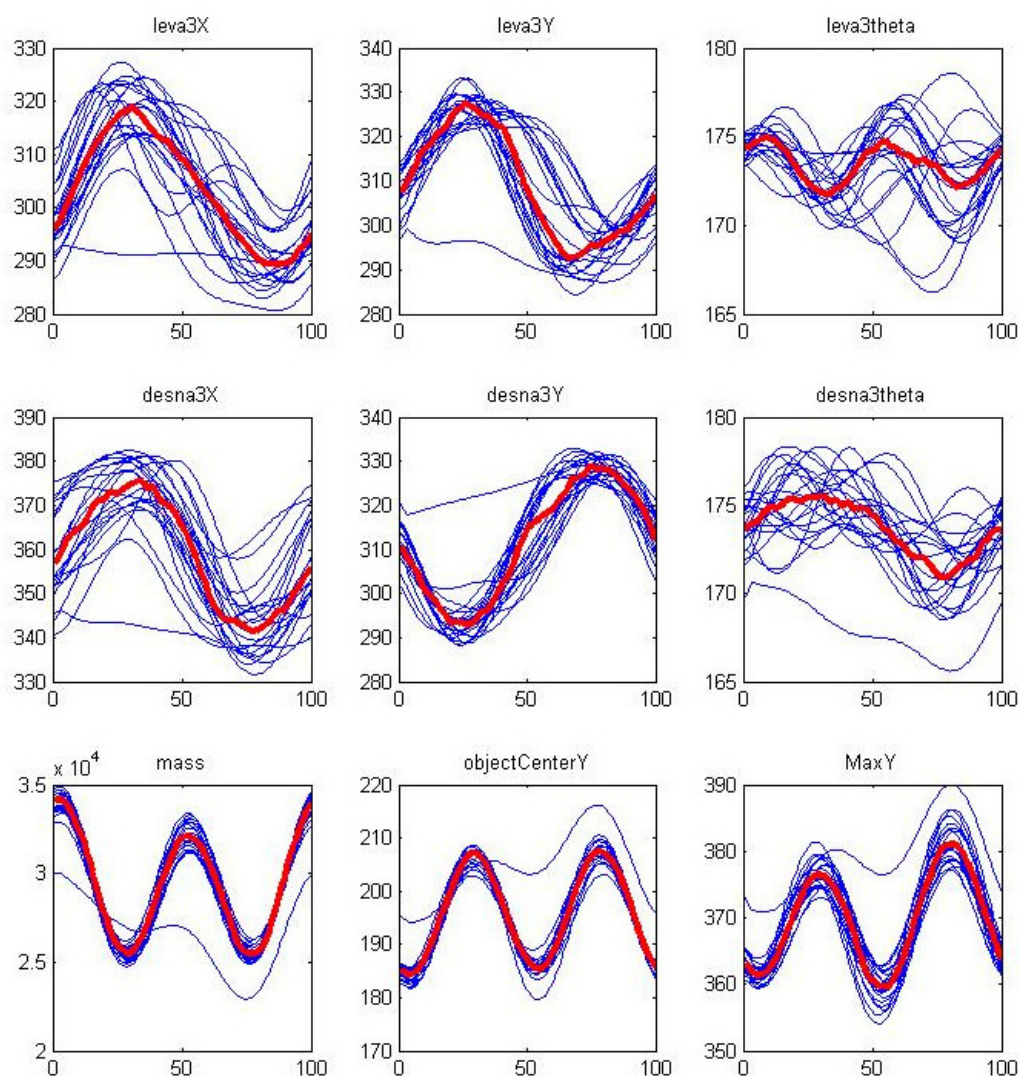 leva3X leva3Y leva3theta
330 340 180
320 330
310 320 175
300 310 170
290 300
280 290
280 165
0 50 100 0 50 100 0 50 100
desna3X desna3Y desna3theta
390 340 180
380 330
370 320 175
360 310
350 300 170
340 290
330 280 165
0 50 100 0 50 100 0 50 100
x 10^4 mass objectCenterY MaxY
3.5 220 390
210 380
3 200 370
2.5 190 360
180
2 170 350
0 50 100 0 50 100 0 50 100